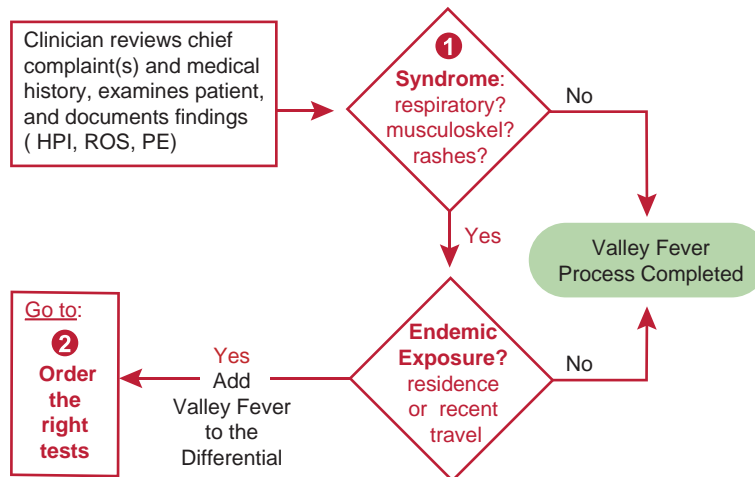 Clinician reviews chief
complaint(s) and medical
history, examines patient,
and documents findings
( HPI, ROS, PE)
1
Syndrome:
respiratory?
musculoskel?
rashes?
No
Yes
Valley Fever
Process Completed
Endemic
Exposure?
residence
or recent
travel
No
Yes
Add
Valley Fever
to the
Differential
Go to:
2
Order
the
right
tests